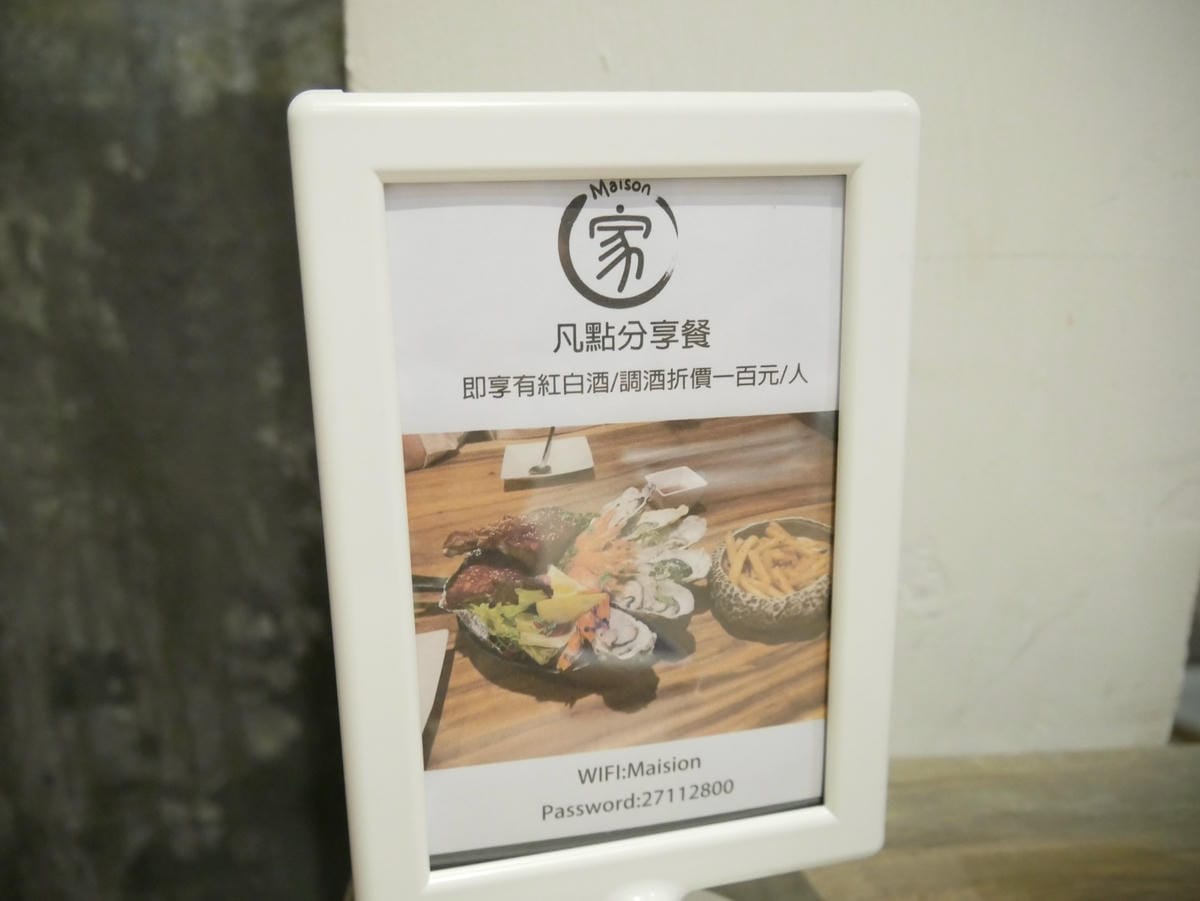 Maison
家
凡點分享餐
即享有紅白酒/調酒折價一百元/人
WIFI:Maision
Password:27112800